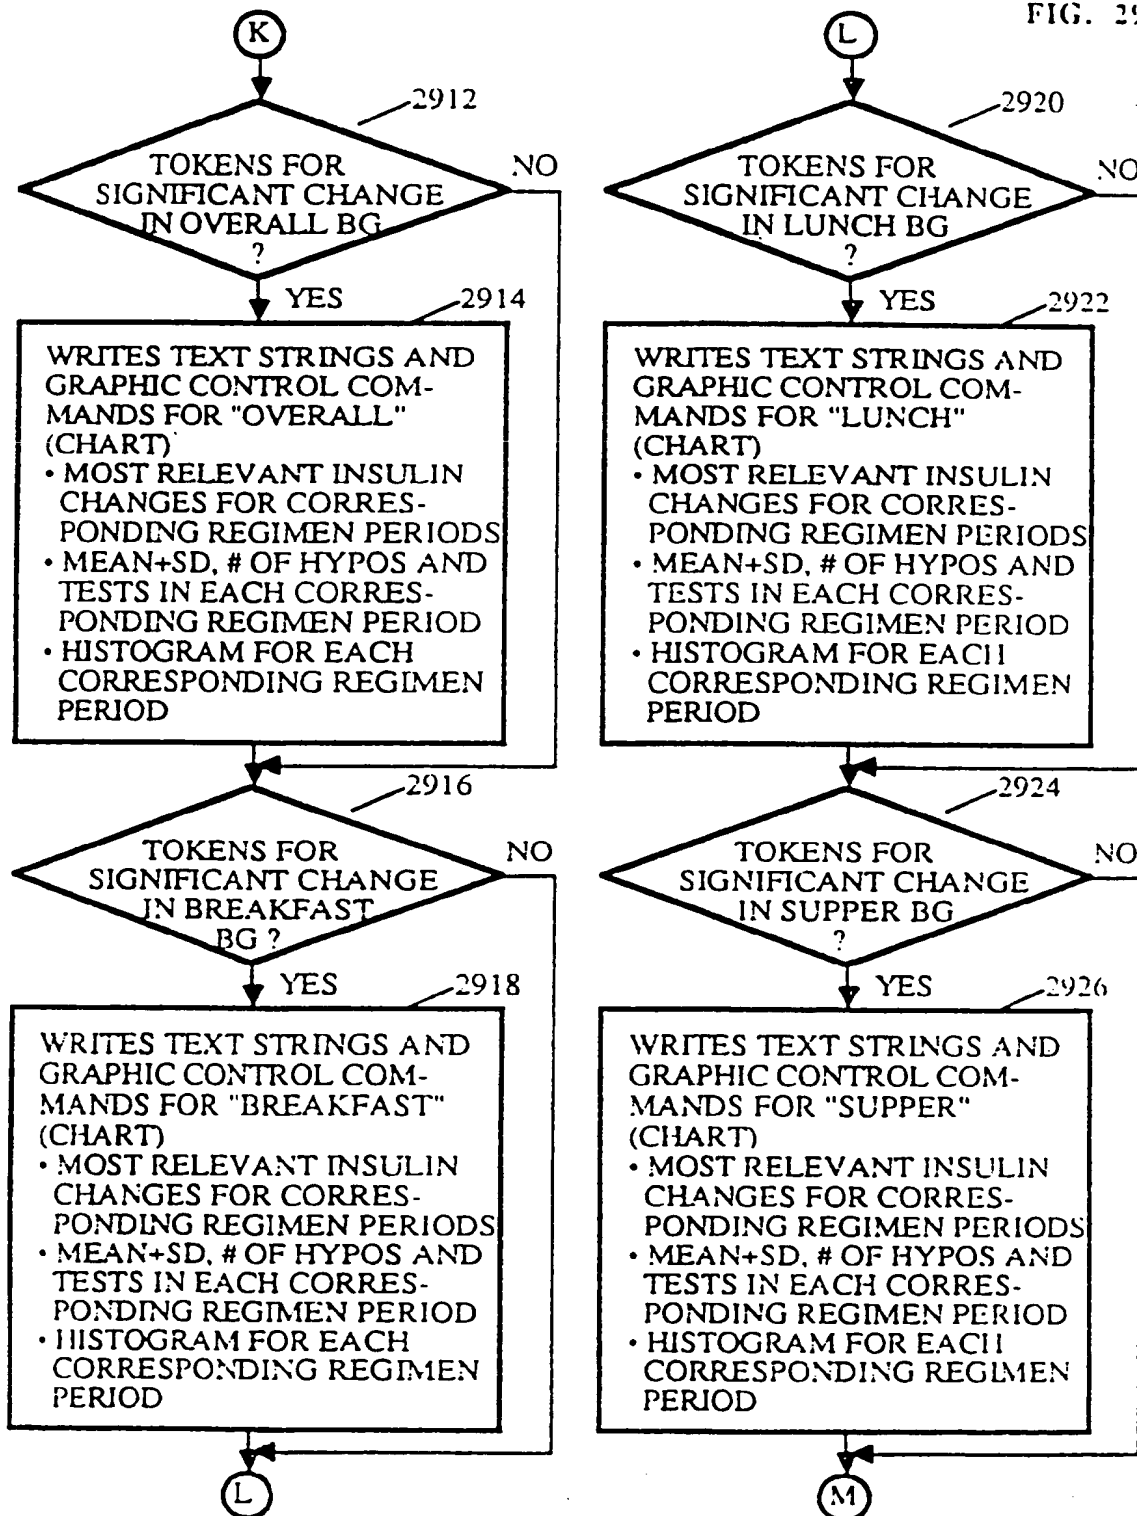 FIG. 29
K
2912
TOKENS FOR
SIGNIFICANT CHANGE
IN OVERALL BG
?
NO
YES
2914
WRITES TEXT STRINGS AND
GRAPHIC CONTROL COM-
MANDS FOR "OVERALL"
(CHART)
• MOST RELEVANT INSULIN
CHANGES FOR CORRES-
PONDING REGIMEN PERIODS
• MEAN+SD, # OF HYPOS AND
TESTS IN EACH CORRES-
PONDING REGIMEN PERIOD
• HISTOGRAM FOR EACH
CORRESPONDING REGIMEN
PERIOD
2916
TOKENS FOR
SIGNIFICANT CHANGE
IN BREAKFAST
BG ?
NO
YES
2918
WRITES TEXT STRINGS AND
GRAPHIC CONTROL COM-
MANDS FOR "BREAKFAST"
(CHART)
• MOST RELEVANT INSULIN
CHANGES FOR CORRES-
PONDING REGIMEN PERIODS
• MEAN+SD, # OF HYPOS AND
TESTS IN EACH CORRES-
PONDING REGIMEN PERIOD
• HISTOGRAM FOR EACH
CORRESPONDING REGIMEN
PERIOD
L
L
2920
TOKENS FOR
SIGNIFICANT CHANGE
IN LUNCH BG
?
NO
YES
2922
WRITES TEXT STRINGS AND
GRAPHIC CONTROL COM-
MANDS FOR "LUNCH"
(CHART)
• MOST RELEVANT INSULIN
CHANGES FOR CORRES-
PONDING REGIMEN PERIODS
• MEAN+SD, # OF HYPOS AND
TESTS IN EACH CORRES-
PONDING REGIMEN PERIOD
• HISTOGRAM FOR EACH
CORRESPONDING REGIMEN
PERIOD
2924
TOKENS FOR
SIGNIFICANT CHANGE
IN SUPPER BG
?
NO
YES
2926
WRITES TEXT STRINGS AND
GRAPHIC CONTROL COM-
MANDS FOR "SUPPER"
(CHART)
• MOST RELEVANT INSULIN
CHANGES FOR CORRES-
PONDING REGIMEN PERIODS
• MEAN+SD, # OF HYPOS AND
TESTS IN EACH CORRES-
PONDING REGIMEN PERIOD
• HISTOGRAM FOR EACH
CORRESPONDING REGIMEN
PERIOD
M